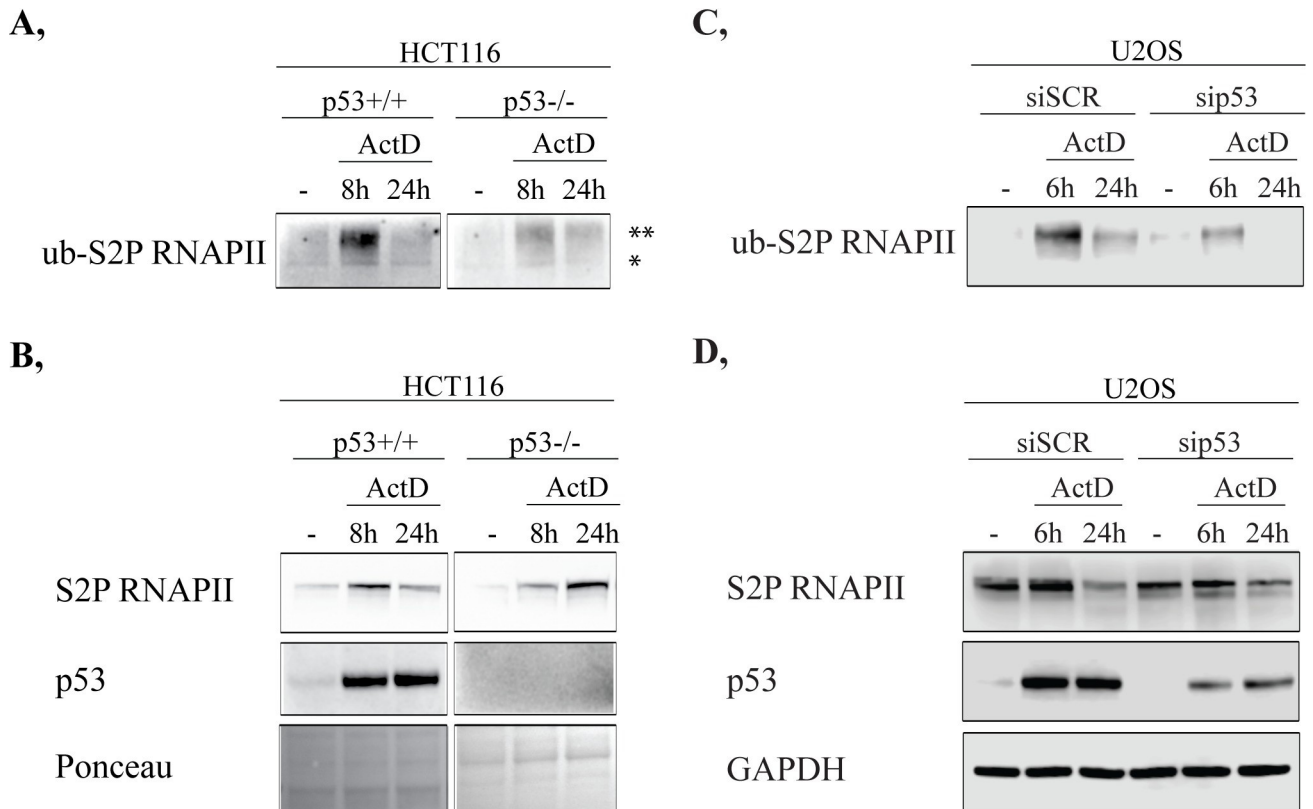 A,
HCT116
p53+/+ p53-/-
ActD ActD
- 8h 24h - 8h 24h
ub-S2P RNAPII
**
*
B,
HCT116
p53+/+ p53-/-
ActD ActD
- 8h 24h - 8h 24h
S2P RNAPII
p53
Ponceau
C,
U2OS
siSCR sip53
ActD ActD
- 6h 24h - 6h 24h
ub-S2P RNAPII
D,
U2OS
siSCR sip53
ActD ActD
- 6h 24h - 6h 24h
S2P RNAPII
p53
GAPDH